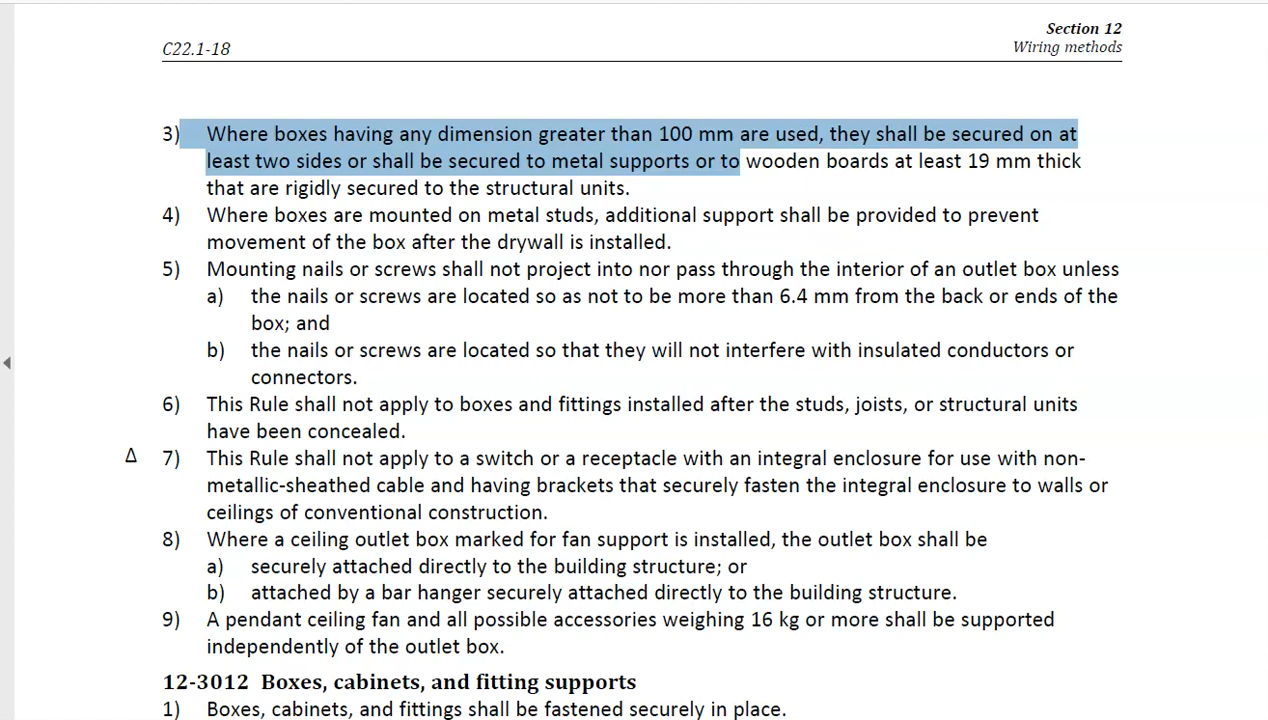 Section 12
C22.1-18
Wiring methods
3) Where boxes having any dimension greater than 100 mm are used, they shall be secured on at
least two sides or shall be secured to metal supports or to wooden boards at least 19 mm thick
that are rigidly secured to the structural units.
4) Where boxes are mounted on metal studs, additional support shall be provided to prevent
movement of the box after the drywall is installed.
5) Mounting nails or screws shall not project into nor pass through the interior of an outlet box unless
a) the nails or screws are located so as not to be more than 6.4 mm from the back or ends of the
box; and
b) the nails or screws are located so that they will not interfere with insulated conductors or
connectors.
6) This Rule shall not apply to boxes and fittings installed after the studs, joists, or structural units
have been concealed.
Δ 7) This Rule shall not apply to a switch or a receptacle with an integral enclosure for use with non-
metallic-sheathed cable and having brackets that securely fasten the integral enclosure to walls or
ceilings of conventional construction.
8) Where a ceiling outlet box marked for fan support is installed, the outlet box shall be
a) securely attached directly to the building structure; or
b) attached by a bar hanger securely attached directly to the building structure.
9) A pendant ceiling fan and all possible accessories weighing 16 kg or more shall be supported
independently of the outlet box.
12-3012 Boxes, cabinets, and fitting supports
1) Boxes, cabinets, and fittings shall be fastened securely in place.